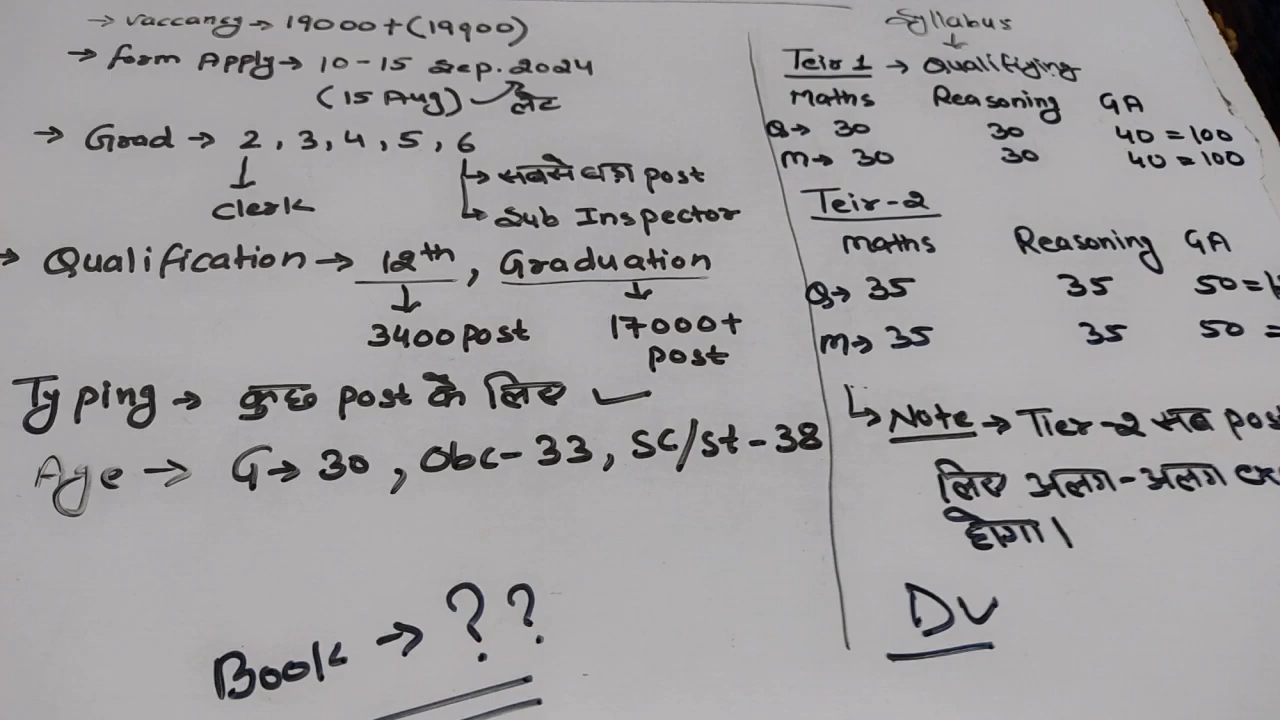 → vaccancy → 19000+(19900)
→ form Apply → 10-15 Sep. 2024
(15 Aug) लेट
→ Grad → 2, 3, 4, 5, 6
↓
clerk
↳ सबसे बड़ा post
↳ Sub Inspector
→ Qualification → 12th, Graduation
↓ ↓
3400 post 17000+ post
Typing → कुछ post के लिए ✓
Age → G → 30, Obc-33, SC/St-38
Book → ??
Syllabus
↓
Teir 1 → Qualifiying
Maths Reasoning GA
Q → 30 30 40 = 100
m → 30 30 40 = 100
Teir-2
maths Reasoning GA
Q → 35 35 50 =
m → 35 35 50 =
↳ Note → Tier-2 सब
लिए अलग-अलग
होगा।
DV